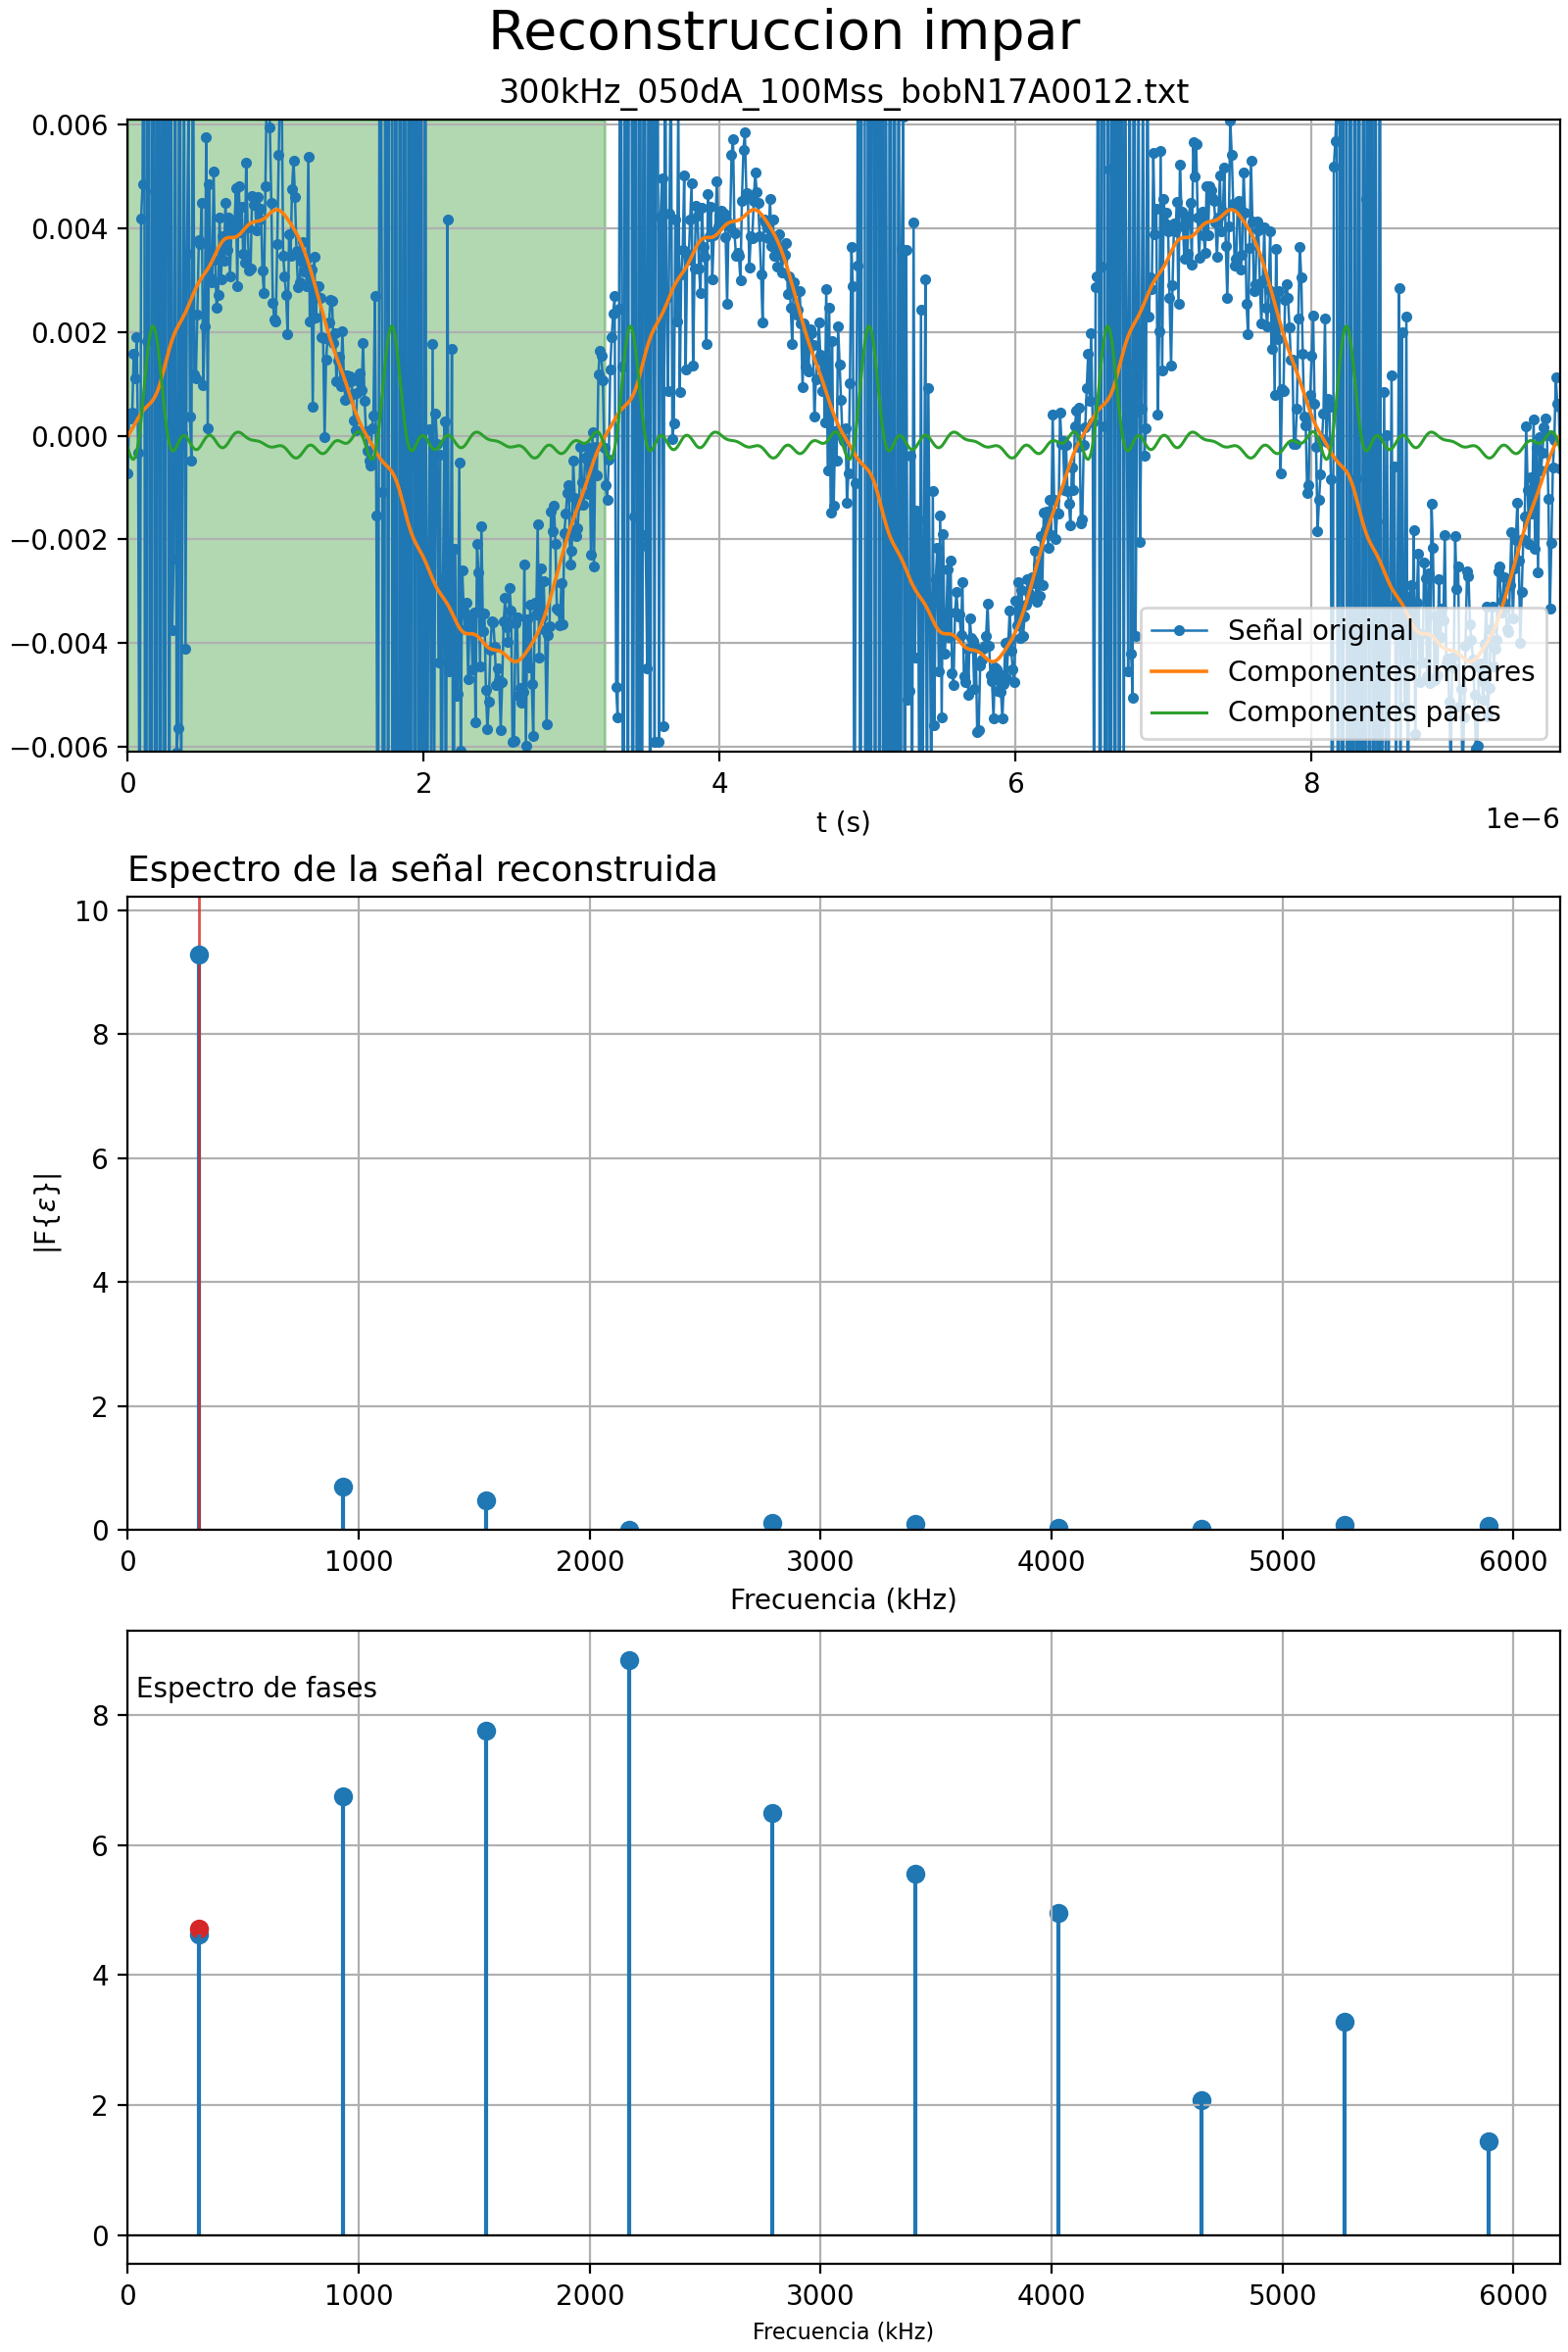 Reconstruccion impar
300kHz_050dA_100Mss_bobN17A0012.txt
0.006
0.004
0.002
0.000
−0.002
−0.004
−0.006
Señal original
Componentes impares
Componentes pares
0 2 4 6 8
1e−6
t (s)
Espectro de la señal reconstruida
10
8
6
4
2
0
|F{ε}|
0 1000 2000 3000 4000 5000 6000
Frecuencia (kHz)
Espectro de fases
8
6
4
2
0
0 1000 2000 3000 4000 5000 6000
Frecuencia (kHz)